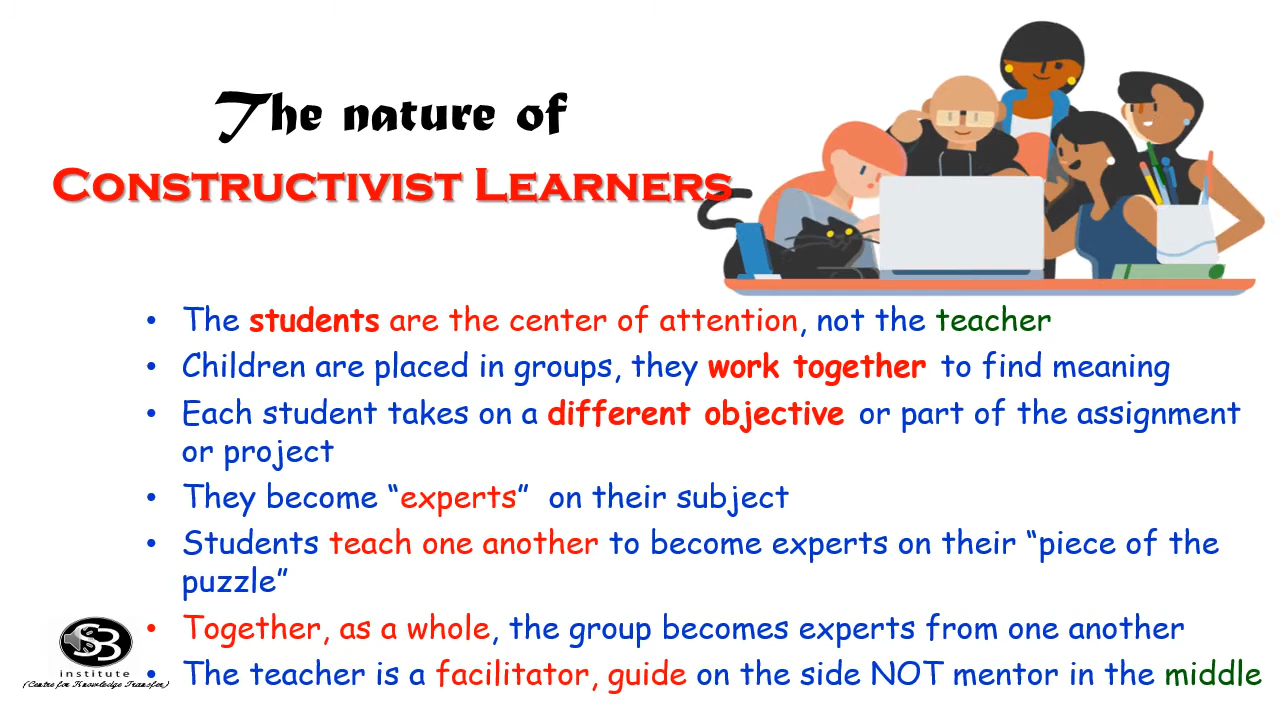 The nature of
CONSTRUCTIVIST LEARNERS
• The students are the center of attention, not the teacher
• Children are placed in groups, they work together to find meaning
• Each student takes on a different objective or part of the assignment
or project
• They become “experts”  on their subject
• Students teach one another to become experts on their “piece of the
puzzle”
• Together, as a whole, the group becomes experts from one another
• The teacher is a facilitator, guide on the side NOT mentor in the middle
SB
institute
(Centre for Knowledge Transfer)